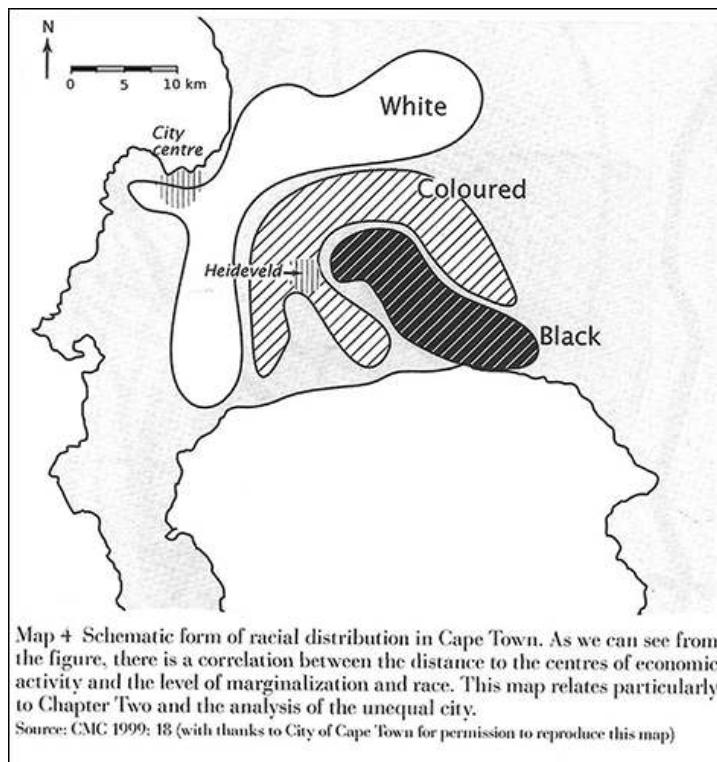 N
0 5 10 km
White
City
centre
Coloured
Heideveld
Black
Map 4 Schematic form of racial distribution in Cape Town. As we can see from
the figure, there is a correlation between the distance to the centres of economic
activity and the level of marginalization and race. This map relates particularly
to Chapter Two and the analysis of the unequal city.
Source: CMC 1999: 18 (with thanks to City of Cape Town for permission to reproduce this map)